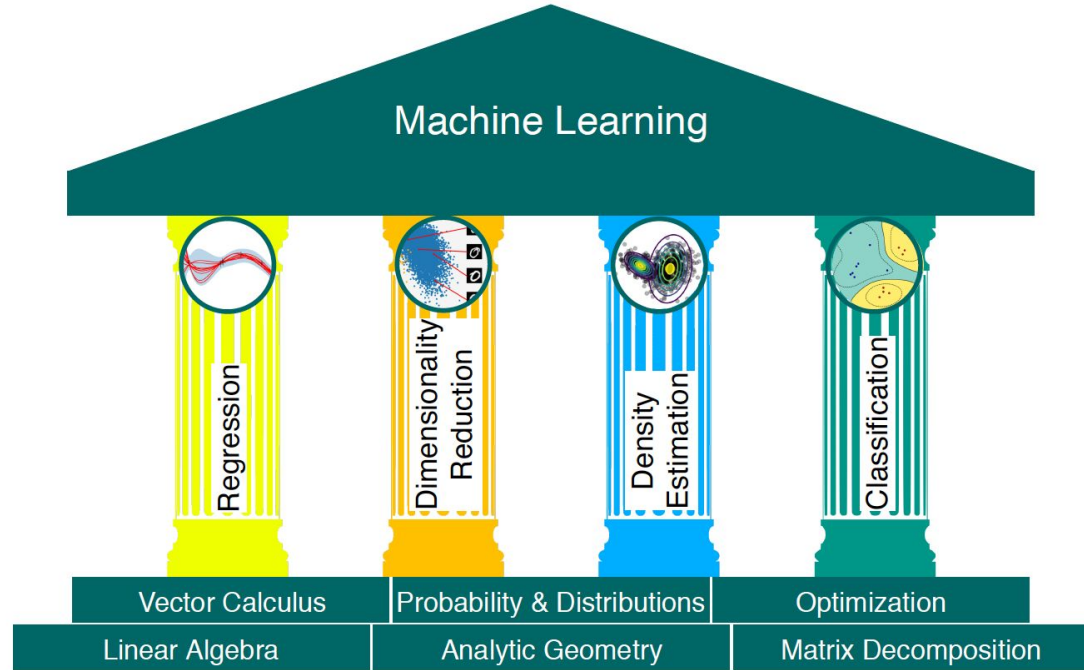 Machine Learning
Regression
Dimensionality
Reduction
Density
Estimation
Classification
Vector Calculus
Probability & Distributions
Optimization
Linear Algebra
Analytic Geometry
Matrix Decomposition